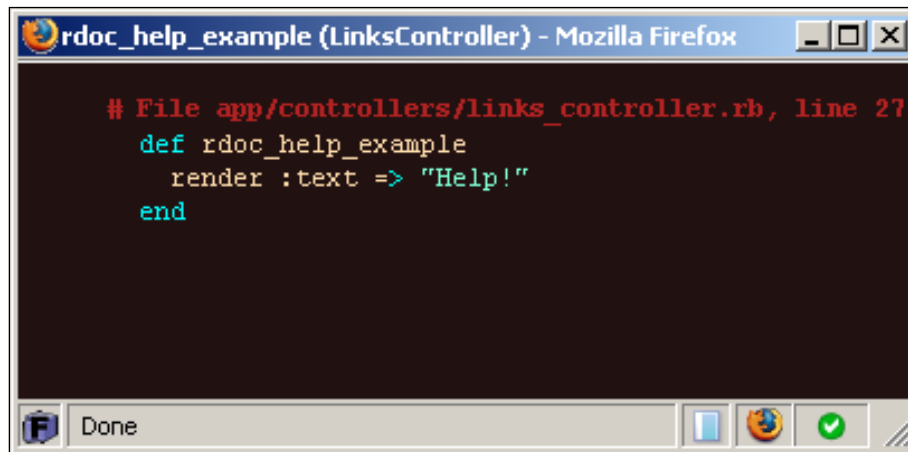 rdoc_help_example (LinksController) - Mozilla Firefox
# File app/controllers/links_controller.rb, line 27
def rdoc_help_example
render :text => "Help!"
end
F Done